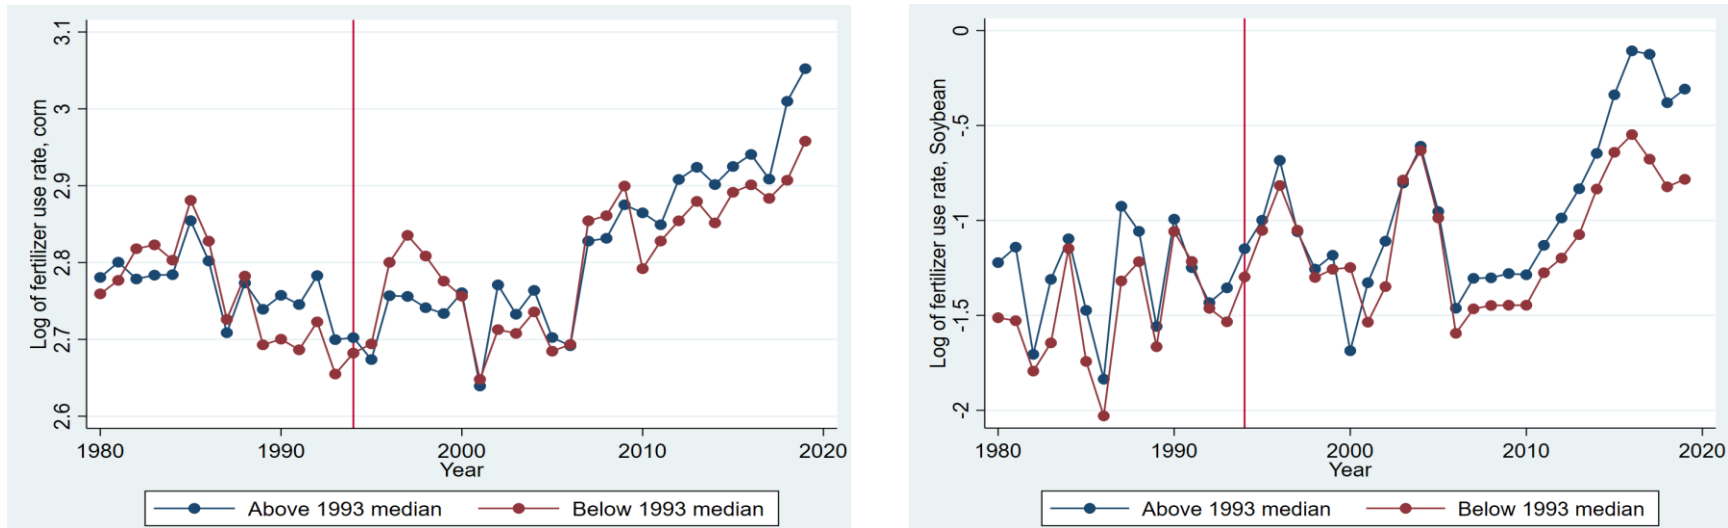 Log of fertilizer use rate, corn
3.1
3
2.9
2.8
2.7
2.6
1980 1990 2000 2010 2020
Year
Above 1993 median Below 1993 median
Log of fertilizer use rate, Soybean
0
-.5
-1
-1.5
-2
1980 1990 2000 2010 2020
Year
Above 1993 median Below 1993 median